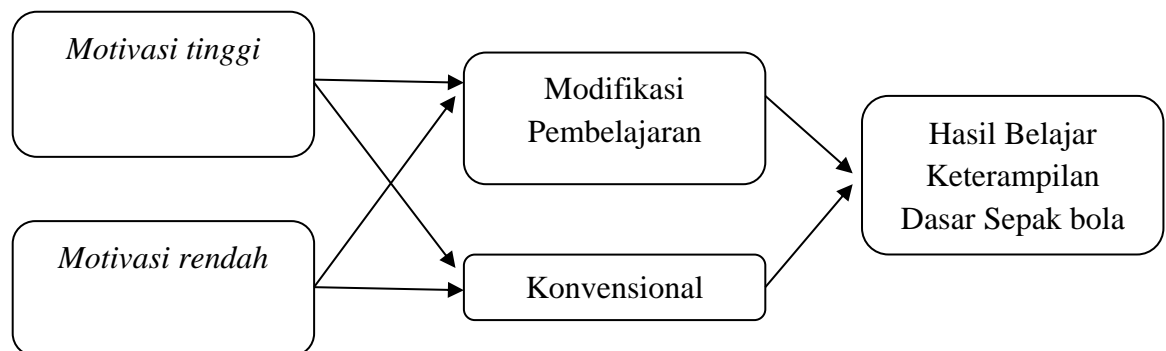 Motivasi tinggi
Motivasi rendah
Modifikasi
Pembelajaran
Konvensional
Hasil Belajar
Keterampilan
Dasar Sepak bola